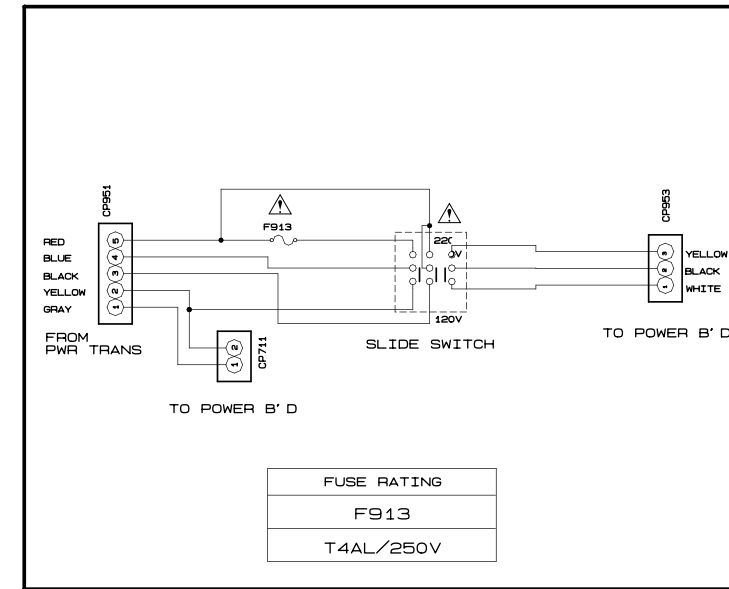 CP951
RED
BLUE
BLACK
YELLOW
GRAY
5
4
3
2
1
FROM
PWR TRANS
F913
220V
120V
SLIDE SWITCH
CP711
2
1
TO POWER B'D
CP953
3
2
1
YELLOW
BLACK
WHITE
TO POWER B'D
FUSE RATING
F913
T4AL/250V